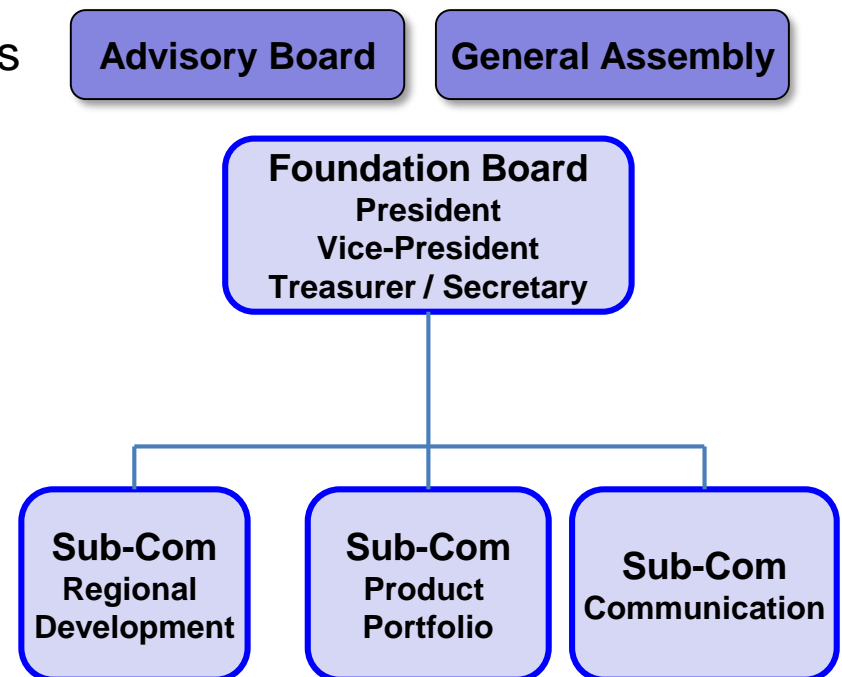 s
Advisory Board
General Assembly
Foundation Board
President
Vice-President
Treasurer / Secretary
Sub-Com
Regional
Development
Sub-Com
Product
Portfolio
Sub-Com
Communication